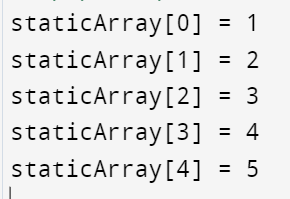 staticArray[0] = 1
staticArray[1] = 2
staticArray[2] = 3
staticArray[3] = 4
staticArray[4] = 5